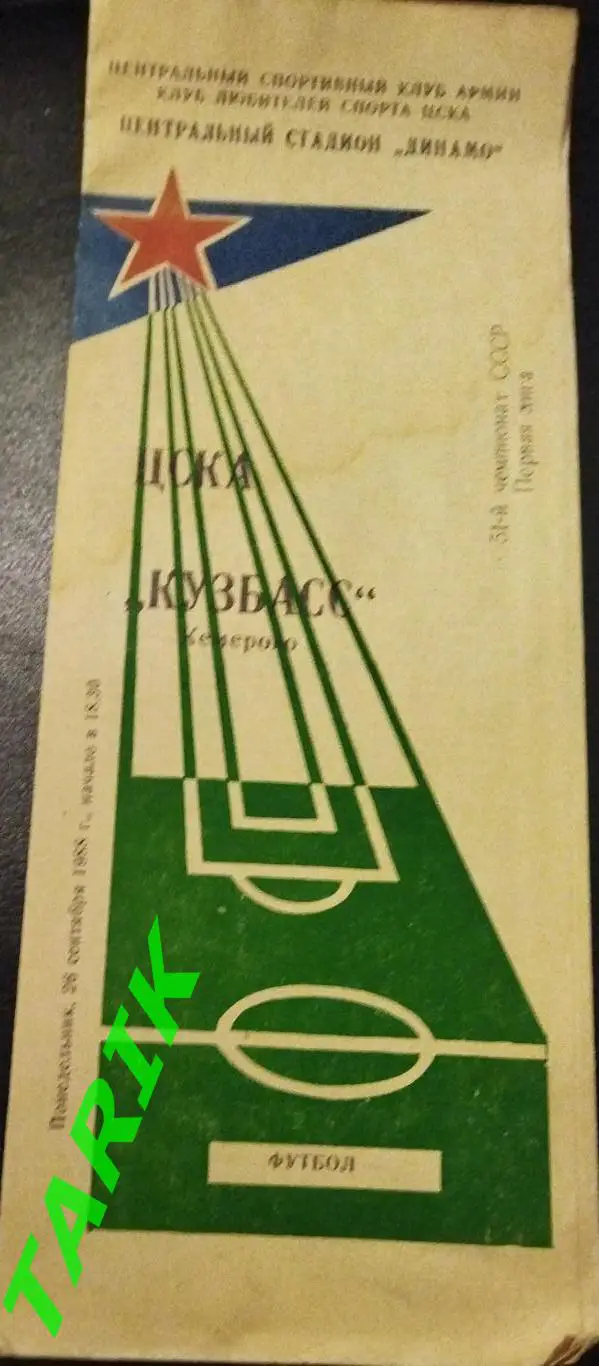 ЦЕНТРАЛЬНЫЙ СПОРТИВНЫЙ КЛУБ АРМИИ
КЛУБ ЛЮБИТЕЛЕЙ СПОРТА ЦСКА
ЦЕНТРАЛЬНЫЙ СТАДИОН „ДИНАМО“
51-й чемпионат СССР
Первая лига
ЦСКА
„КУЗБАСС“
Кемерово
Понедельник, 26 сентября 1988 г., начало в 18.30
ФУТБОЛ
TARIK